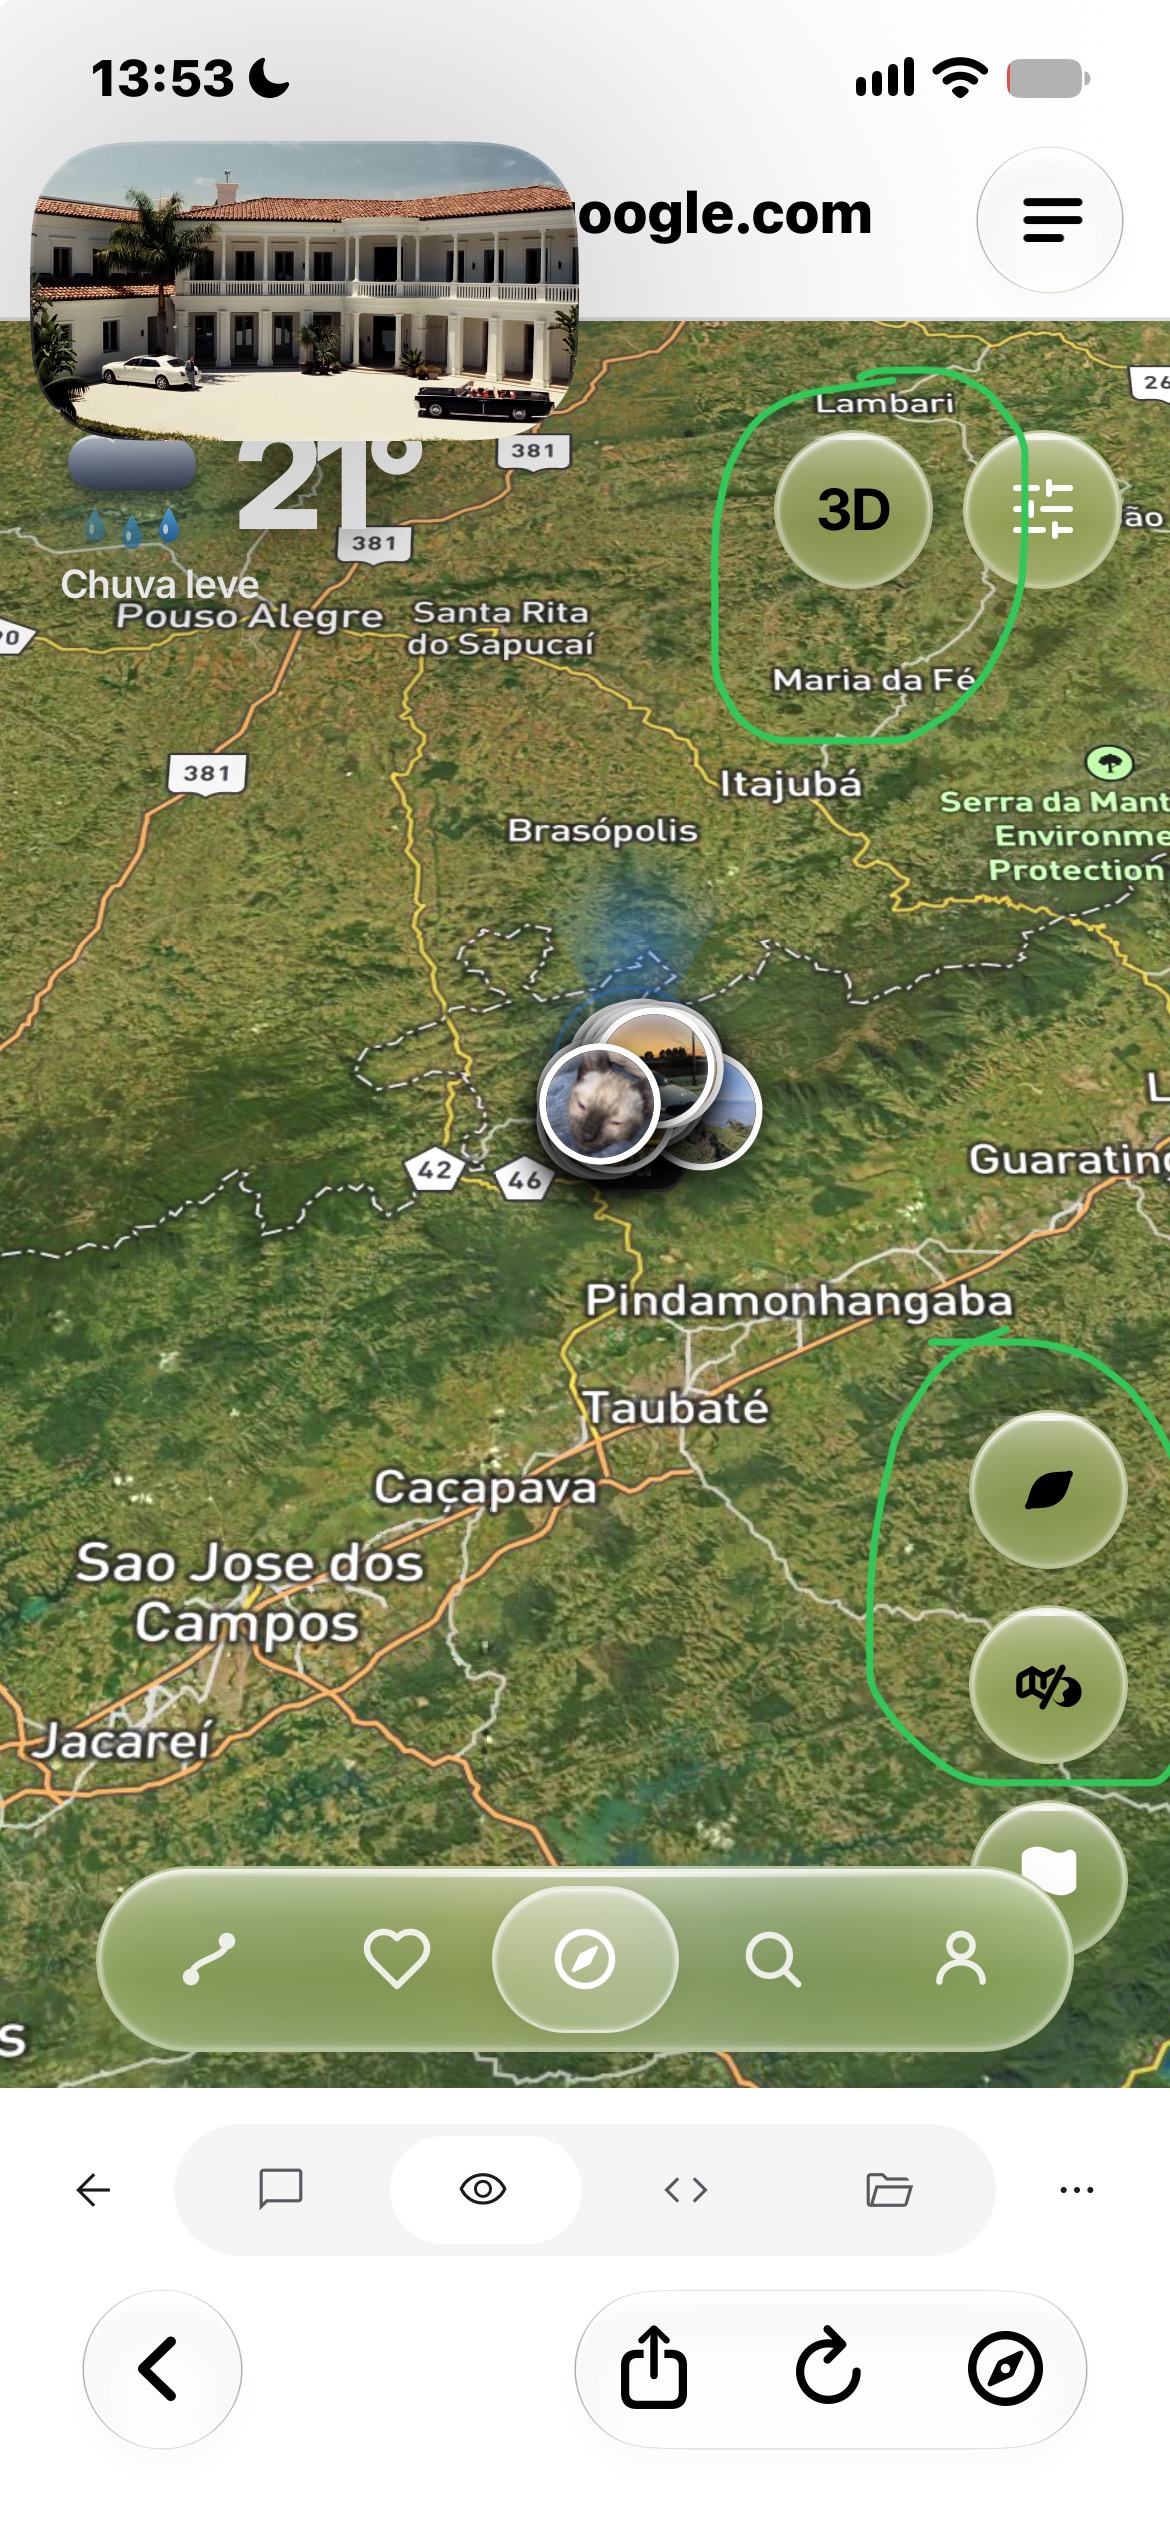 13:53
oogle.com
Lambari
26
381
3D
21°
381
ão
Chuva leve
Pouso Alegre
Santa Rita
do Sapucaí
Maria da Fé
381
Itajubá
Serra da Mant
Environme
Protection
Brasópolis
L
42
46
Guarating
Pindamonhangaba
Taubaté
Caçapava
Sao Jose dos
Campos
Jacareí
s